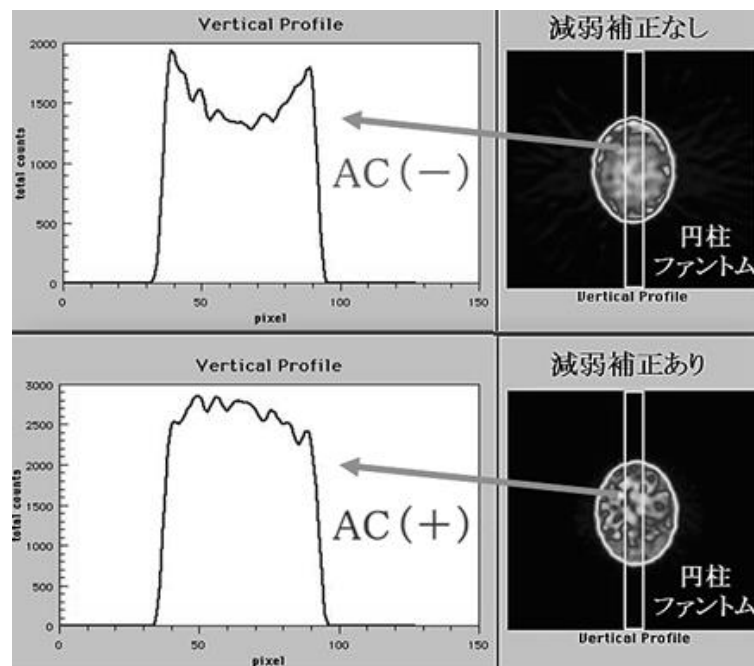 Vertical Profile
減弱補正なし
2000
1500
1000
500
0
total counts
AC(－)
円柱
ファントム
0 50 100 150
pixel
Vertical Profile
Vertical Profile
減弱補正あり
3000
2500
2000
1500
1000
500
0
total counts
AC(＋)
円柱
ファントム
0 50 100 150
pixel
Vertical Profile